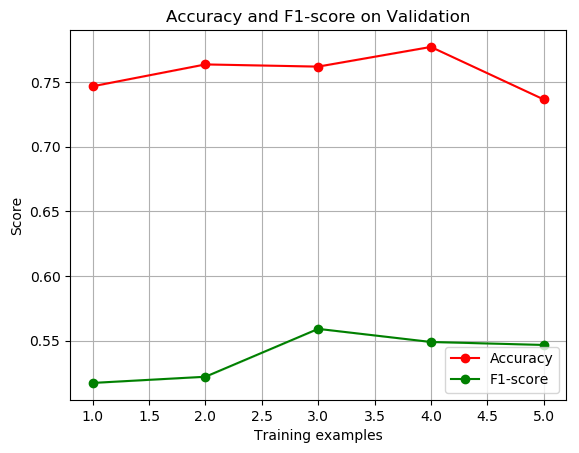 Accuracy and F1-score on Validation
Score
0.75
0.70
0.65
0.60
0.55
Accuracy
F1-score
1.0 1.5 2.0 2.5 3.0 3.5 4.0 4.5 5.0
Training examples